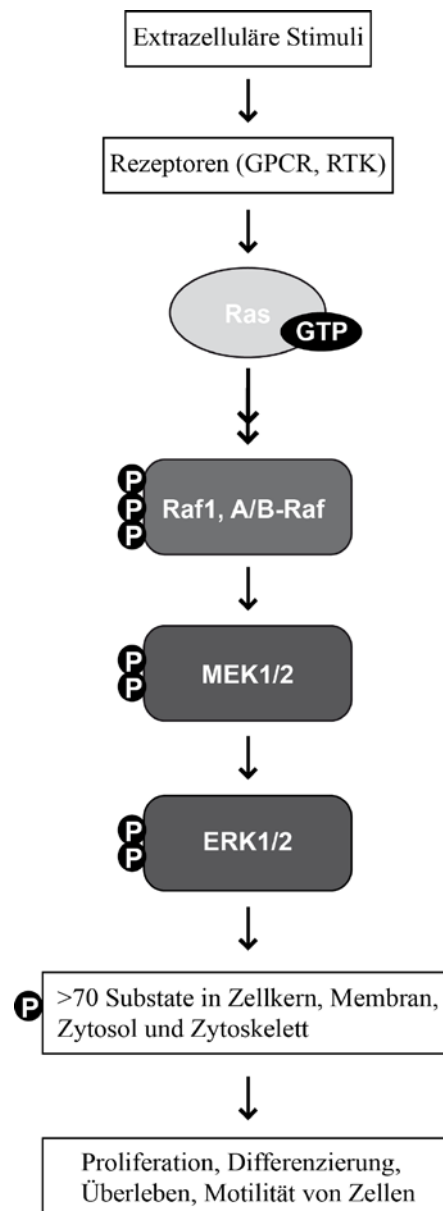 Extrazelluläre Stimuli
Rezeptoren (GPCR, RTK)
Ras
GTP
P
P
P
Raf1, A/B-Raf
P
P
MEK1/2
P
P
ERK1/2
P
>70 Substate in Zellkern, Membran,
Zytosol und Zytoskelett
Proliferation, Differenzierung,
Überleben, Motilität von Zellen